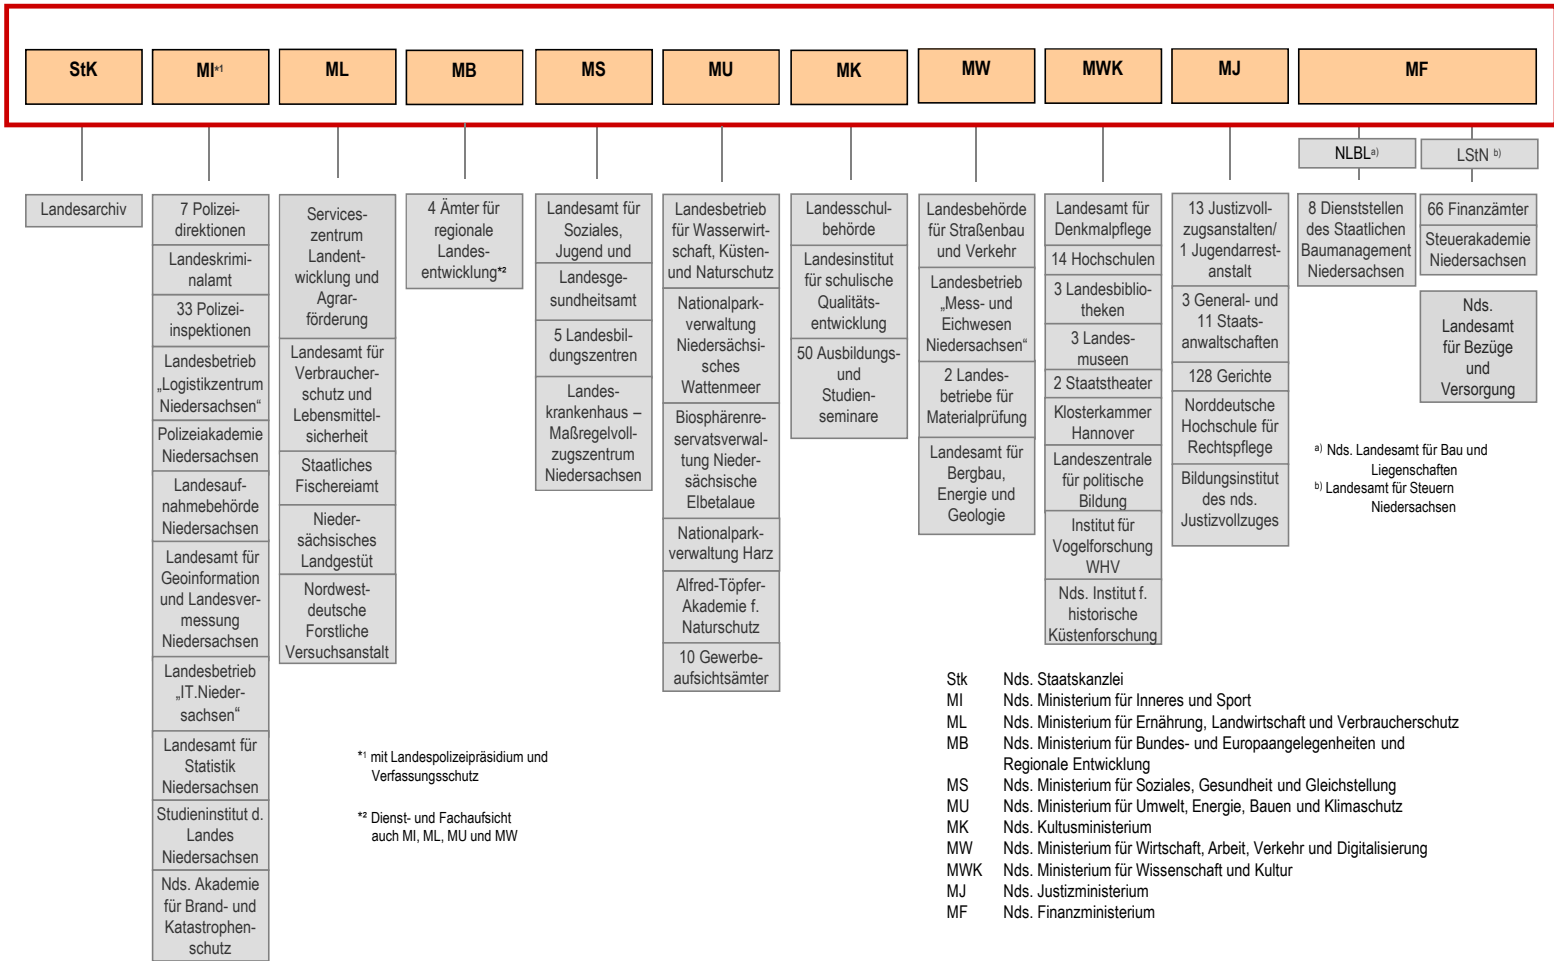 StK
MI*1
ML
MB
MS
MU
MK
MW
MWK
MJ
MF
NLBL a)
LStN b)
Landesarchiv
7 Polizei-
direktionen
Landeskrimi-
nalamt
33 Polizei-
inspektionen
Landesbetrieb
„Logistikzentrum
Niedersachsen“
Polizeiakademie
Niedersachsen
Landesauf-
nahmebehörde
Niedersachsen
Landesamt für
Geoinformation
und Landesver-
messung
Niedersachsen
Landesbetrieb
„IT.Nieder-
sachsen“
Landesamt für
Statistik
Niedersachsen
Studieninstitut d.
Landes
Niedersachsen
Nds. Akademie
für Brand- und
Katastrophen-
schutz
Services-
zentrum
Landent-
wicklung und
Agrar-
förderung
Landesamt für
Verbraucher-
schutz und
Lebensmittel-
sicherheit
Staatliches
Fischereiamt
Nieder-
sächsisches
Landgestüt
Nordwest-
deutsche
Forstliche
Versuchsanstalt
4 Ämter für
regionale
Landes-
entwicklung*2
Landesamt für
Soziales,
Jugend und
Landesge-
sundheitsamt
5 Landesbil-
dungszentren
Landes-
krankenhaus –
Maßregelvoll-
zugszentrum
Niedersachsen
Landesbetrieb
für Wasserwirt-
schaft, Küsten-
und Naturschutz
Nationalpark-
verwaltung
Niedersächsi-
sches
Wattenmeer
Biosphärenre-
servatsverwal-
tung Nieder-
sächsische
Elbetalaue
Nationalpark-
verwaltung Harz
Alfred-Töpfer-
Akademie f.
Naturschutz
10 Gewerbe-
aufsichtsämter
Landesschul-
behörde
Landesinstitut
für schulische
Qualitäts-
entwicklung
50 Ausbildungs-
und
Studien-
seminare
Landesbehörde
für Straßenbau
und Verkehr
Landesbetrieb
„Mess- und
Eichwesen
Niedersachsen“
2 Landes-
betriebe für
Materialprüfung
Landesamt für
Bergbau,
Energie und
Geologie
Landesamt für
Denkmalpflege
14 Hochschulen
3 Landesbiblio-
theken
3 Landes-
museen
2 Staatstheater
Klosterkammer
Hannover
Landeszentrale
für politische
Bildung
Institut für
Vogelforschung
WHV
Nds. Institut f.
historische
Küstenforschung
13 Justizvoll-
zugsanstalten/
1 Jugendarrest-
anstalt
3 General- und
11 Staats-
anwaltschaften
128 Gerichte
Norddeutsche
Hochschule für
Rechtspflege
Bildungsinstitut
des nds.
Justizvollzuges
8 Dienststellen
des Staatlichen
Baumanagement
Niedersachsen
66 Finanzämter
Steuerakademie
Niedersachsen
Nds.
Landesamt
für Bezüge
und
Versorgung
a) Nds. Landesamt für Bau und
Liegenschaften
b) Landesamt für Steuern
Niedersachsen
*1 mit Landespolizeipräsidium und
Verfassungsschutz
*2 Dienst- und Fachaufsicht
auch MI, ML, MU und MW
Stk Nds. Staatskanzlei
MI Nds. Ministerium für Inneres und Sport
ML Nds. Ministerium für Ernährung, Landwirtschaft und Verbraucherschutz
MB Nds. Ministerium für Bundes- und Europaangelegenheiten und
Regionale Entwicklung
MS Nds. Ministerium für Soziales, Gesundheit und Gleichstellung
MU Nds. Ministerium für Umwelt, Energie, Bauen und Klimaschutz
MK Nds. Kultusministerium
MW Nds. Ministerium für Wirtschaft, Arbeit, Verkehr und Digitalisierung
MWK Nds. Ministerium für Wissenschaft und Kultur
MJ Nds. Justizministerium
MF Nds. Finanzministerium